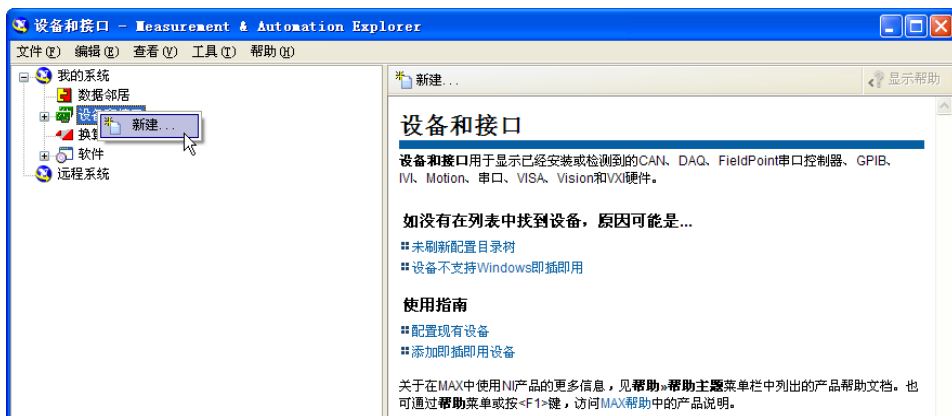 设备和接口 - Measurement & Automation Explorer
文件(F) 编辑(E) 查看(V) 工具(T) 帮助(H)
我的系统
数据邻居
设备
新建...
换
软件
远程系统
新建...
显示帮助
设备和接口
设备和接口用于显示已经安装或检测到的CAN、DAQ、FieldPoint串口控制器、GPIB、
IVI、Motion、串口、VISA、Vision和VXI硬件。
如没有在列表中找到设备，原因可能是...
未刷新配置目录树
设备不支持Windows即插即用
使用指南
配置现有设备
添加即插即用设备
关于在MAX中使用NI产品的更多信息，见帮助»帮助主题菜单栏中列出的产品帮助文档。也
可通过帮助菜单或按<F1>键，访问MAX帮助中的产品说明。